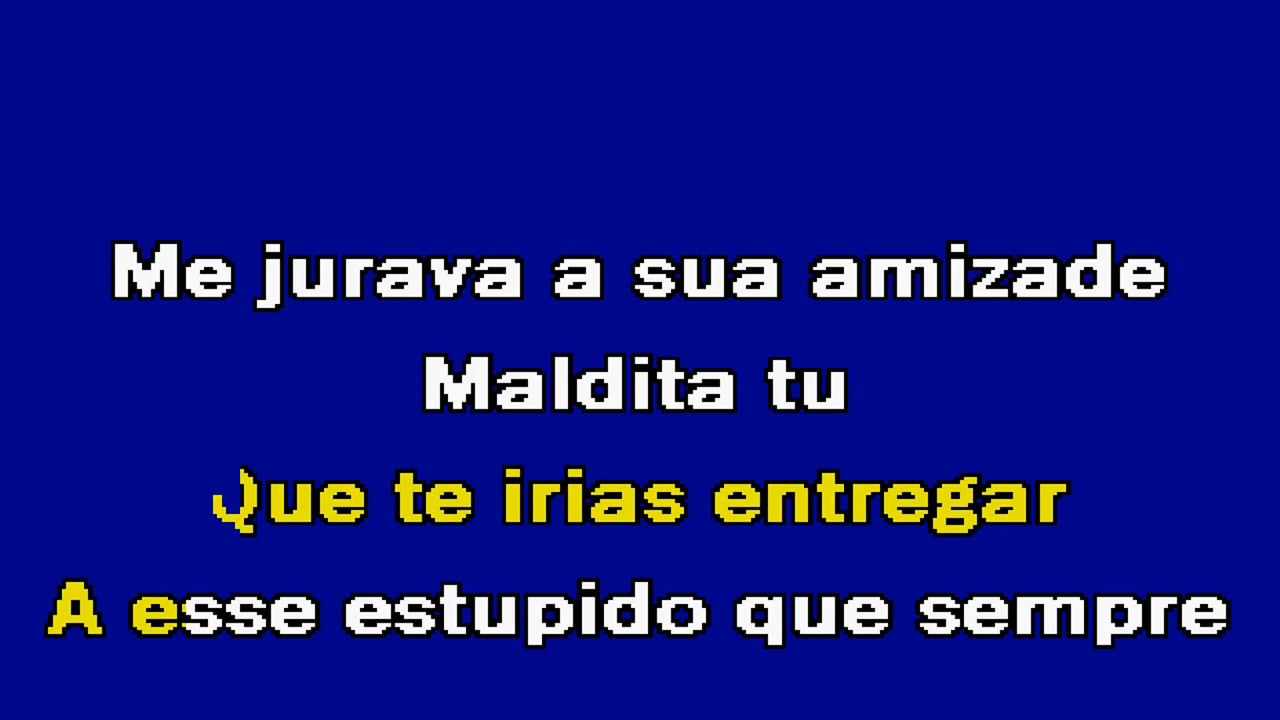 Me jurava a sua amizade
Maldita tu
Que te irias entregar
A esse estupido que sempre